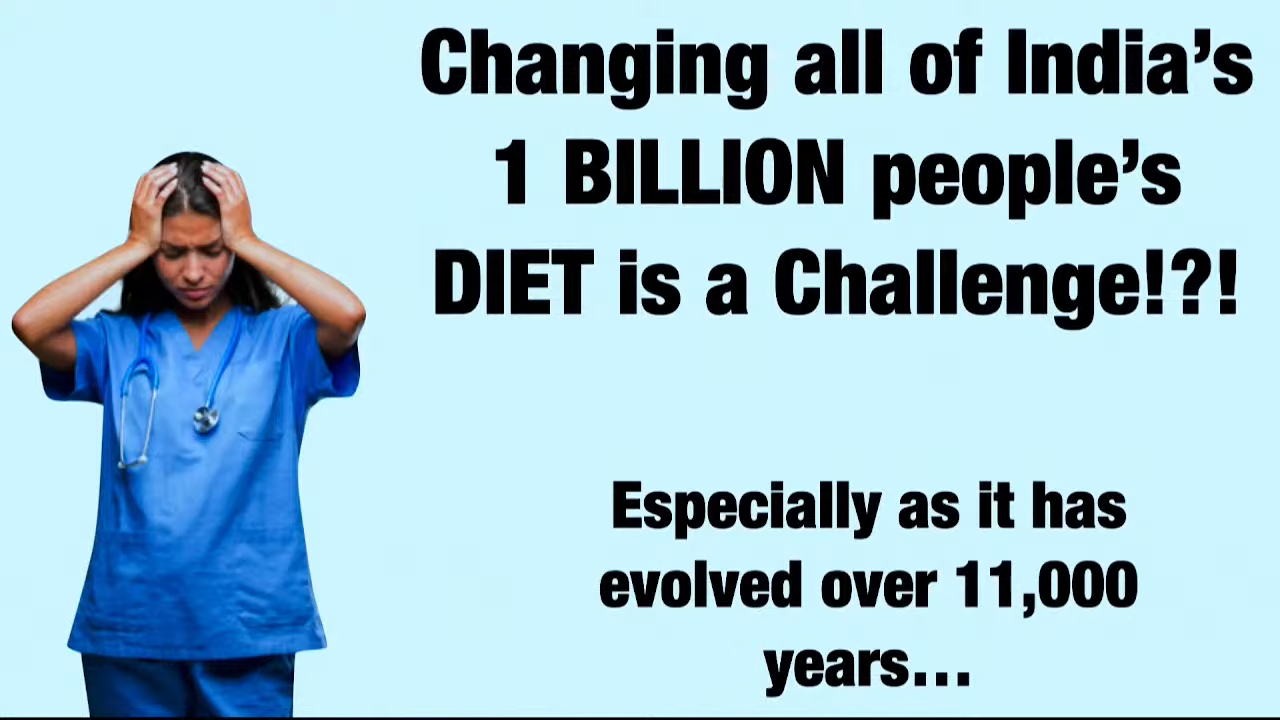 Changing all of India’s
1 BILLION people’s
DIET is a Challenge!?!
Especially as it has
evolved over 11,000
years...